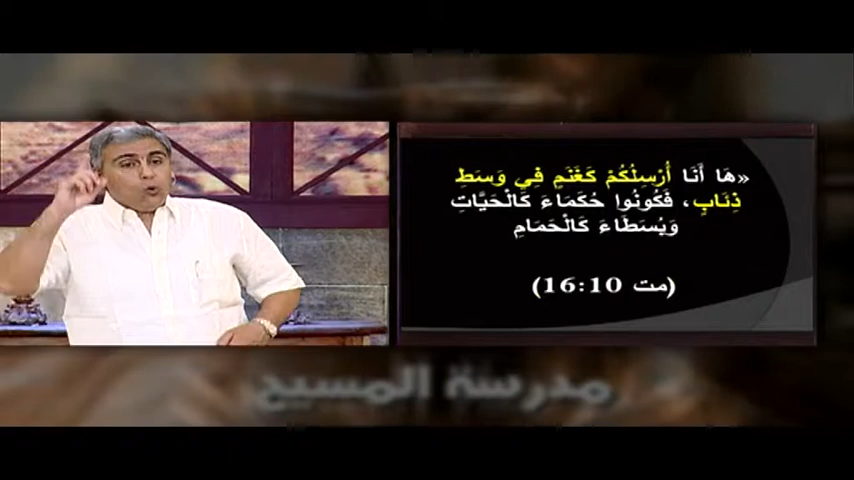 «هَا أَنَا أُرْسِلُكُمْ كَغَنَمٍ فِي وَسَطِ
ذِئَابٍ، فَكُونُوا حُكَمَاءَ كَالْحَيَّاتِ
وَبُسَطَاءَ كَالْحَمَامِ
(مت 16:10)
مدرسة المسيح